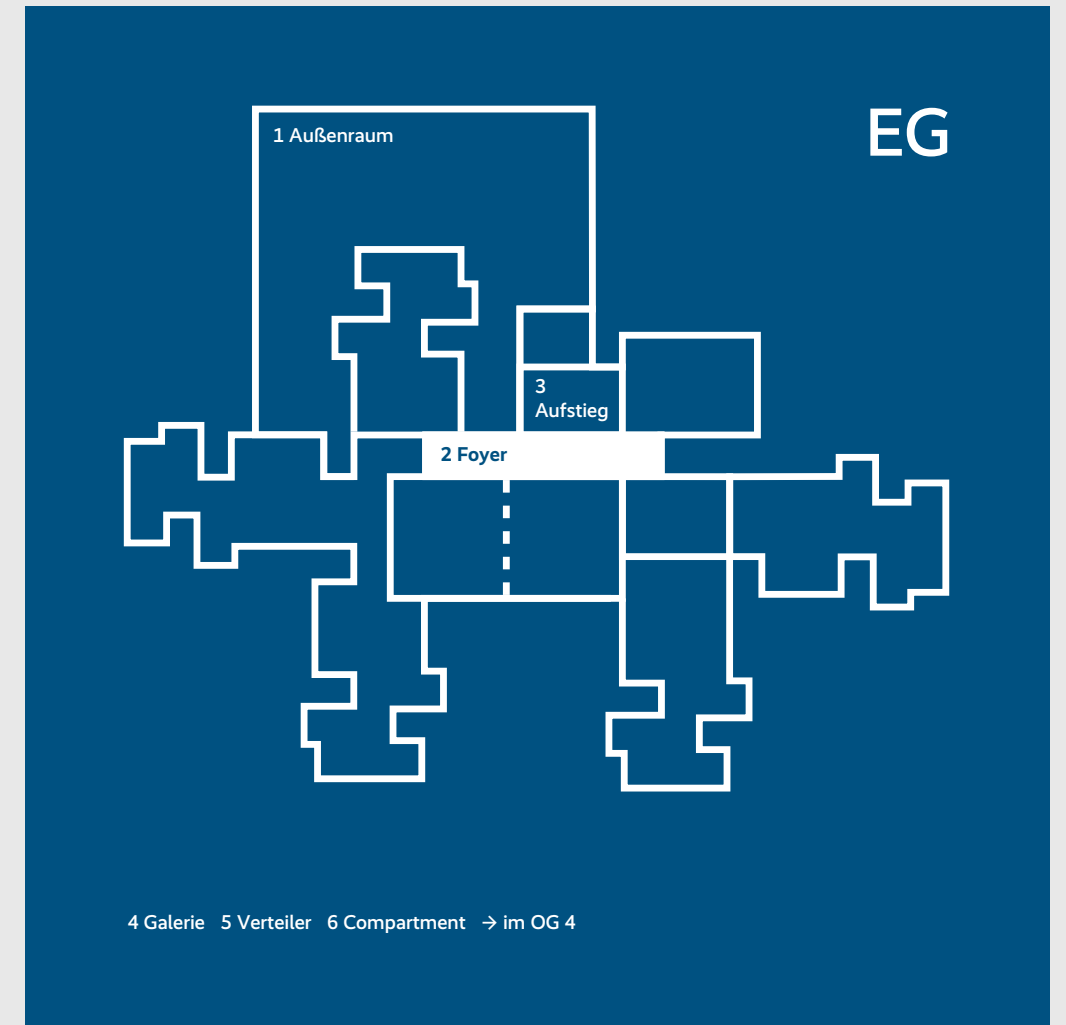 EG
1 Außenraum
3
Aufstieg
2 Foyer
4 Galerie 5 Verteiler 6 Compartment → im OG 4